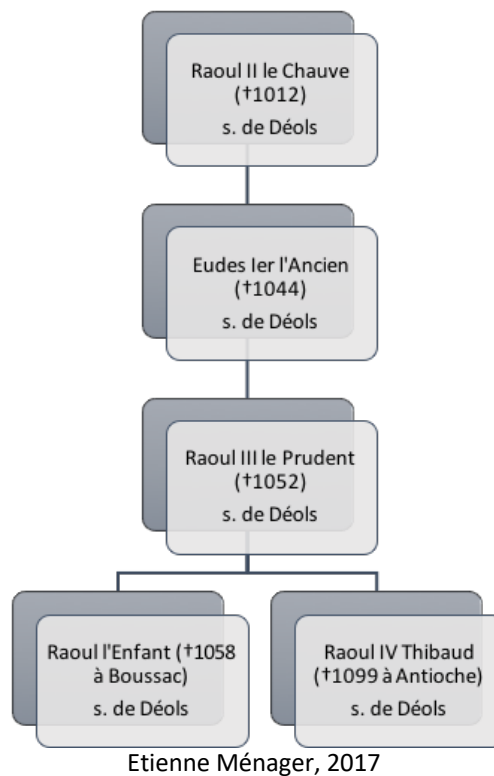 Raoul II le Chauve
(†1012)
s. de Déols
Eudes Ier l'Ancien
(†1044)
s. de Déols
Raoul III le Prudent
(†1052)
s. de Déols
Raoul l'Enfant (†1058
à Boussac)
s. de Déols
Raoul IV Thibaud
(†1099 à Antioche)
s. de Déols
Etienne Ménager, 2017